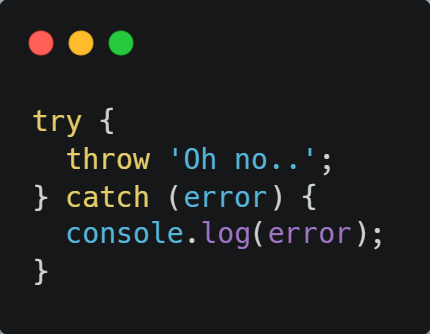 try {
  throw 'Oh no..';
} catch (error) {
  console.log(error);
}